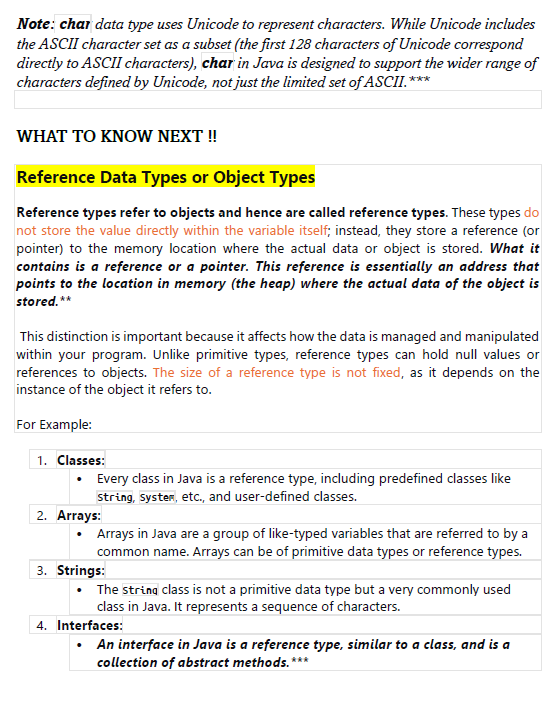 Note: char data type uses Unicode to represent characters. While Unicode includes
the ASCII character set as a subset (the first 128 characters of Unicode correspond
directly to ASCII characters), char in Java is designed to support the wider range of
characters defined by Unicode, not just the limited set of ASCII.***
WHAT TO KNOW NEXT !!
Reference Data Types or Object Types
Reference types refer to objects and hence are called reference types. These types do
not store the value directly within the variable itself; instead, they store a reference (or
pointer) to the memory location where the actual data or object is stored. What it
contains is a reference or a pointer. This reference is essentially an address that
points to the location in memory (the heap) where the actual data of the object is
stored.**
This distinction is important because it affects how the data is managed and manipulated
within your program. Unlike primitive types, reference types can hold null values or
references to objects. The size of a reference type is not fixed, as it depends on the
instance of the object it refers to.
For Example:
1. Classes:
• Every class in Java is a reference type, including predefined classes like
String, System, etc., and user-defined classes.
2. Arrays:
• Arrays in Java are a group of like-typed variables that are referred to by a
common name. Arrays can be of primitive data types or reference types.
3. Strings:
• The String class is not a primitive data type but a very commonly used
class in Java. It represents a sequence of characters.
4. Interfaces:
• An interface in Java is a reference type, similar to a class, and is a
collection of abstract methods.***